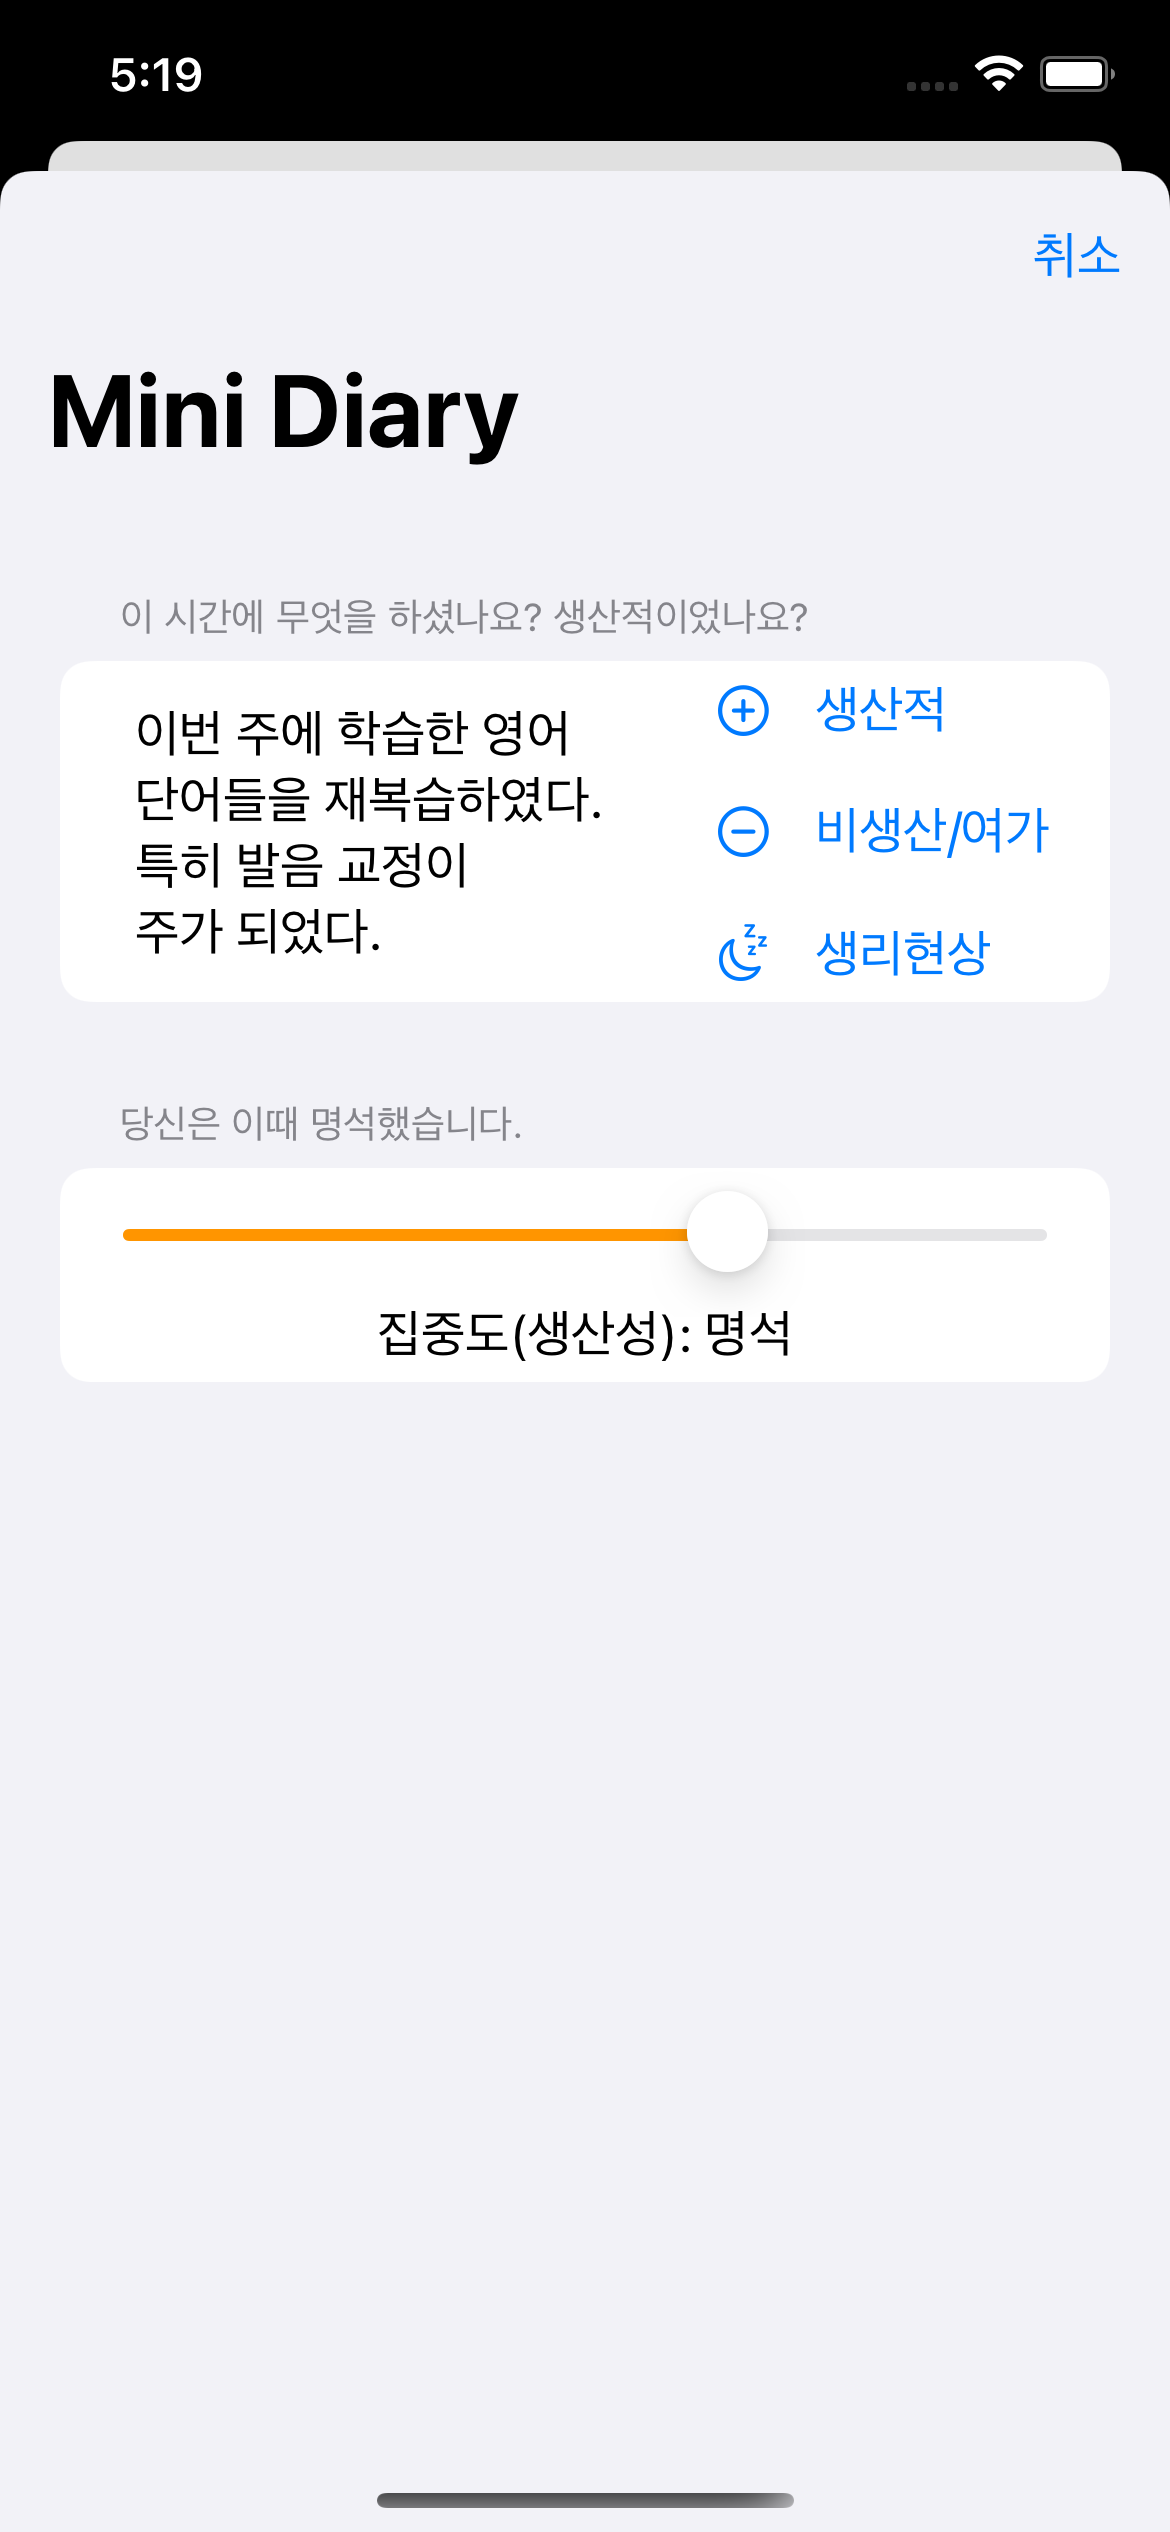 5:19
취소
Mini Diary
이 시간에 무엇을 하셨나요? 생산적이었나요?
이번 주에 학습한 영어
단어들을 재복습하였다.
특히 발음 교정이
주가 되었다.
생산적
비생산/여가
생리현상
당신은 이때 명석했습니다.
집중도(생산성): 명석